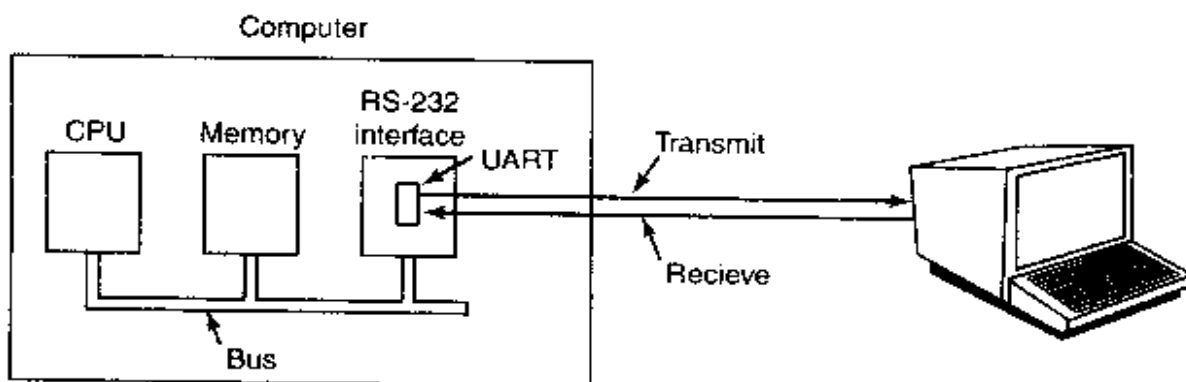 Computer
RS-232
CPU
Memory
interface
UART
Transmit
Recieve
Bus